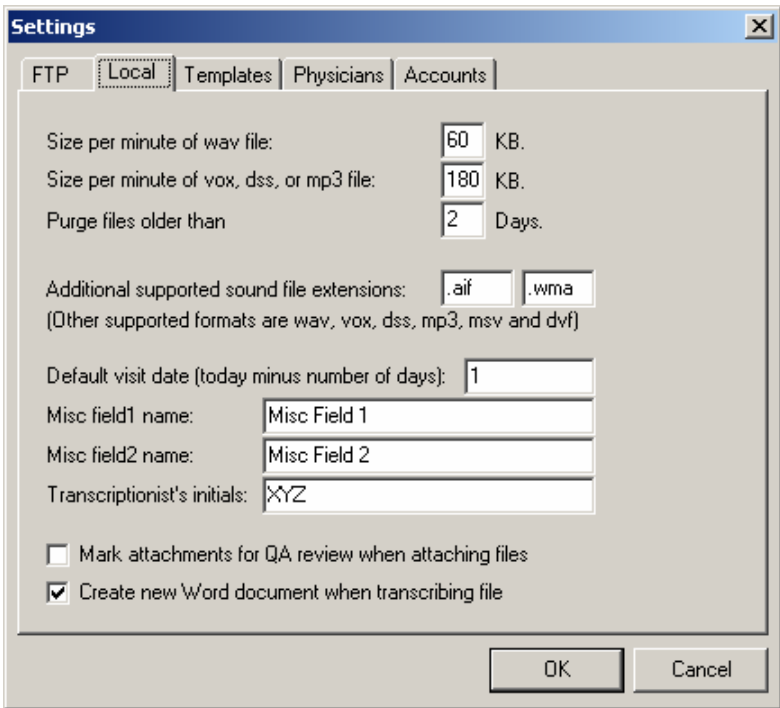 Settings
FTP Local Templates Physicians Accounts
Size per minute of wav file: 60 KB.
Size per minute of vox, dss, or mp3 file: 180 KB.
Purge files older than 2 Days.
Additional supported sound file extensions: .aif .wma
(Other supported formats are wav, vox, dss, mp3, msv and dvf)
Default visit date (today minus number of days): 1
Misc field1 name: Misc Field 1
Misc field2 name: Misc Field 2
Transcriptionist's initials: XYZ
Mark attachments for QA review when attaching files
Create new Word document when transcribing file
OK Cancel